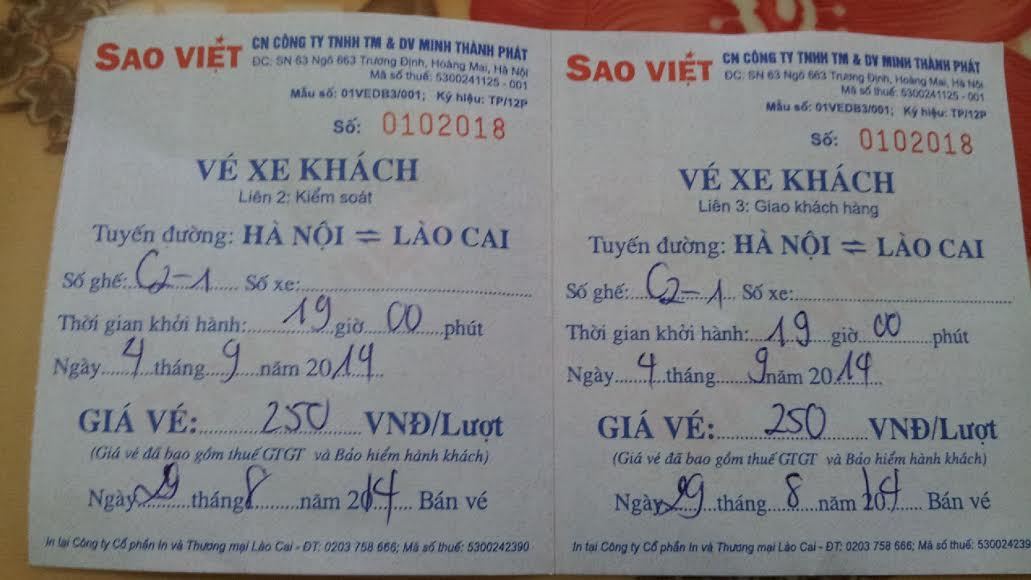 SAO VIỆT
CN CÔNG TY TNHH TM & DV MINH THÀNH PHÁT
ĐC: SN 63 Ngõ 663 Trương Định, Hoàng Mai, Hà Nội
Mã số thuế: 5300241125 - 001
Mẫu số: 01VEDB3/001; Ký hiệu: TP/12P
Số: 0102018
VÉ XE KHÁCH
Liên 2: Kiểm soát
Tuyến đường: HÀ NỘI ⇌ LÀO CAI
Số ghế: C2-1 Số xe:
Thời gian khởi hành: 19 giờ 00 phút
Ngày 4 tháng 9 năm 2014
GIÁ VÉ: 250 VNĐ/Lượt
(Giá vé đã bao gồm thuế GTGT và Bảo hiểm hành khách)
Ngày 29 tháng 8 năm 2014 Bán vé
In tại Công ty Cổ phần In và Thương mại Lào Cai - ĐT: 0203 758 666; Mã số thuế: 5300242390
SAO VIỆT
CN CÔNG TY TNHH TM & DV MINH THÀNH PHÁT
ĐC: SN 63 Ngõ 663 Trương Định, Hoàng Mai, Hà Nội
Mã số thuế: 5300241125 - 001
Mẫu số: 01VEDB3/001; Ký hiệu: TP/12P
Số: 0102018
VÉ XE KHÁCH
Liên 3: Giao khách hàng
Tuyến đường: HÀ NỘI ⇌ LÀO CAI
Số ghế: C2-1 Số xe:
Thời gian khởi hành: 19 giờ 00 phút
Ngày 4 tháng 9 năm 2014
GIÁ VÉ: 250 VNĐ/Lượt
(Giá vé đã bao gồm thuế GTGT và Bảo hiểm hành khách)
Ngày 29 tháng 8 năm 2014 Bán vé
In tại Công ty Cổ phần In và Thương mại Lào Cai - ĐT: 0203 758 666; Mã số thuế: 530024239